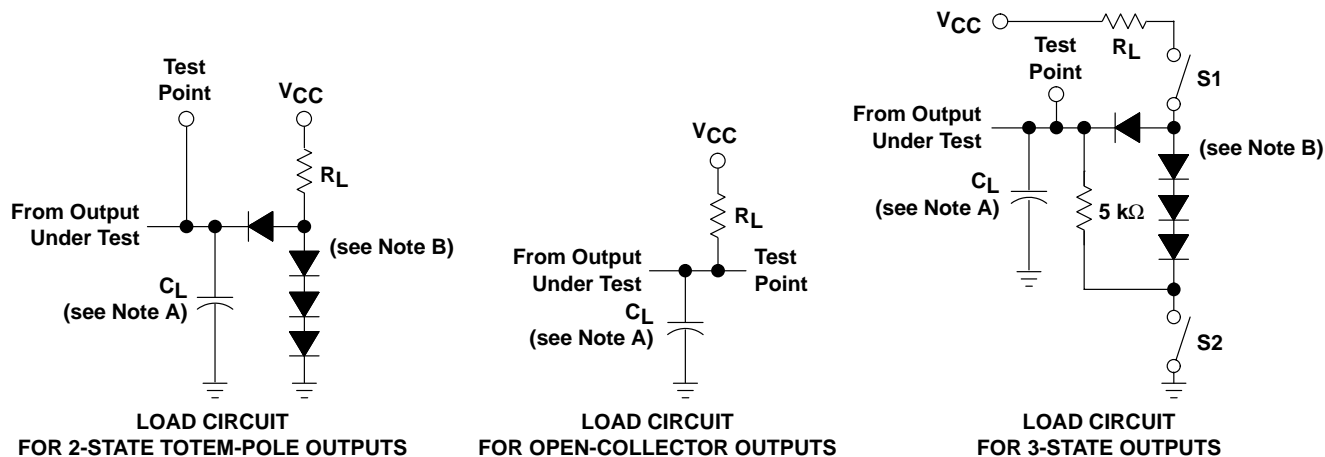 Test
Point
VCC
RL
From Output
Under Test
(see Note B)
CL
(see Note A)
LOAD CIRCUIT
FOR 2-STATE TOTEM-POLE OUTPUTS
VCC
RL
From Output
Under Test
Test
Point
CL
(see Note A)
LOAD CIRCUIT
FOR OPEN-COLLECTOR OUTPUTS
VCC
RL
Test
Point
S1
From Output
Under Test
(see Note B)
CL
(see Note A)
5 kΩ
S2
LOAD CIRCUIT
FOR 3-STATE OUTPUTS